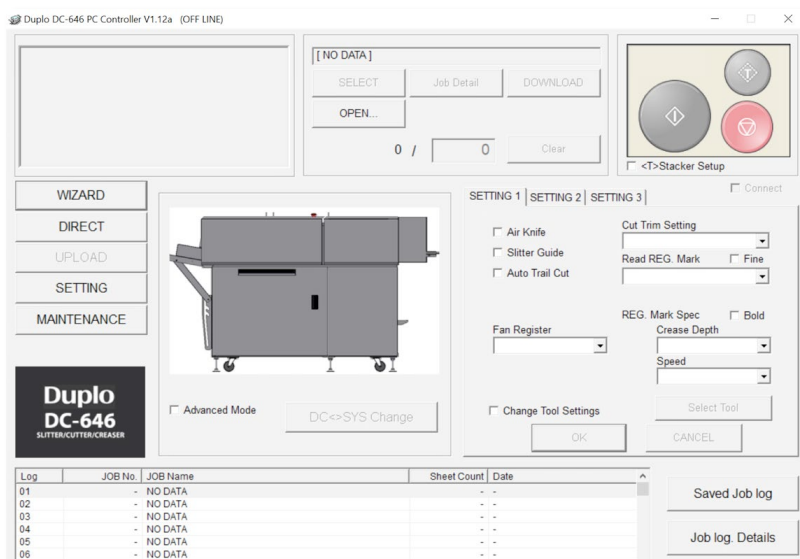 Duplo DC-646 PC Controller V1.12a (OFF LINE)
[ NO DATA ]
SELECT Job Detail DOWNLOAD
OPEN...
0 / 0 Clear
<T>Stacker Setup
WIZARD
DIRECT
UPLOAD
SETTING
MAINTENANCE
Duplo
DC-646
SLITTER/CUTTER/CREASER
Advanced Mode
DC<>SYS Change
Connect
SETTING 1 SETTING 2 SETTING 3
Air Knife
Slitter Guide
Auto Trail Cut
Cut Trim Setting
Read REG. Mark Fine
REG. Mark Spec Bold
Fan Register
Crease Depth
Speed
Change Tool Settings
Select Tool
OK CANCEL
Log JOB No. JOB Name Sheet Count Date
01 - NO DATA - -
02 - NO DATA - -
03 - NO DATA - -
04 - NO DATA - -
05 - NO DATA - -
06 - NO DATA - -
Saved Job log
Job log. Details